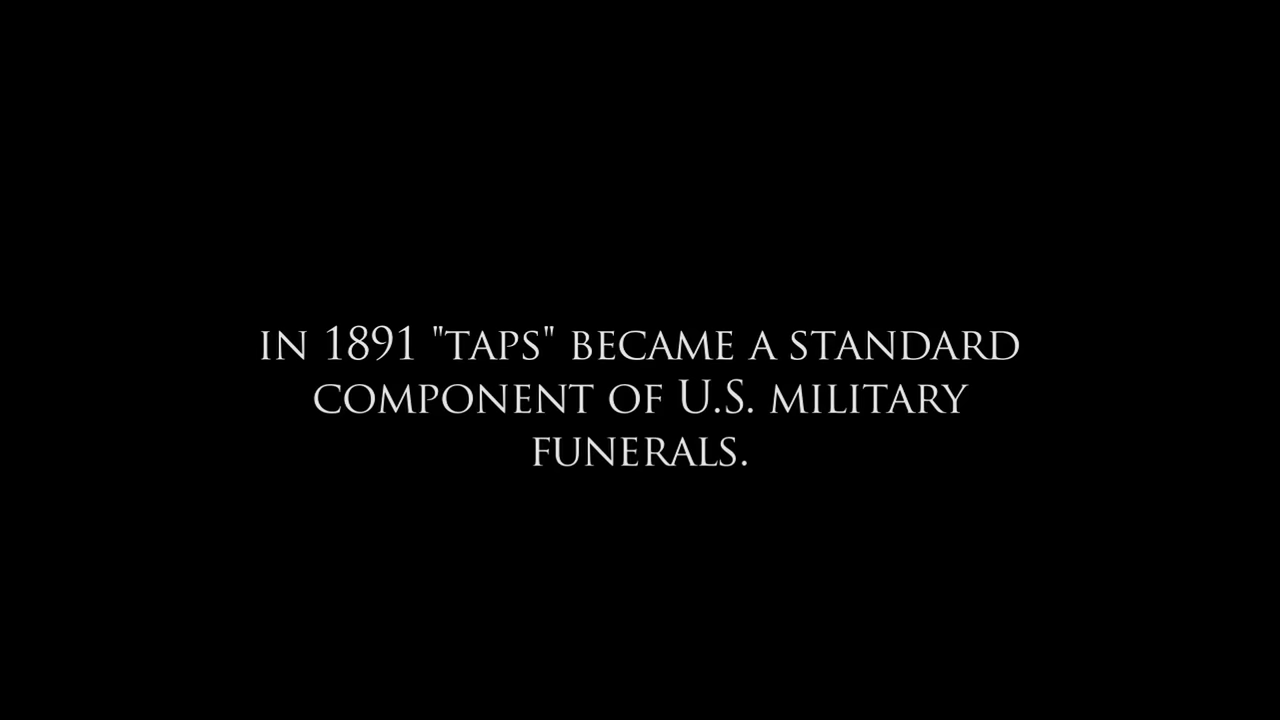 IN 1891 "TAPS" BECAME A STANDARD
COMPONENT OF U.S. MILITARY
FUNERALS.